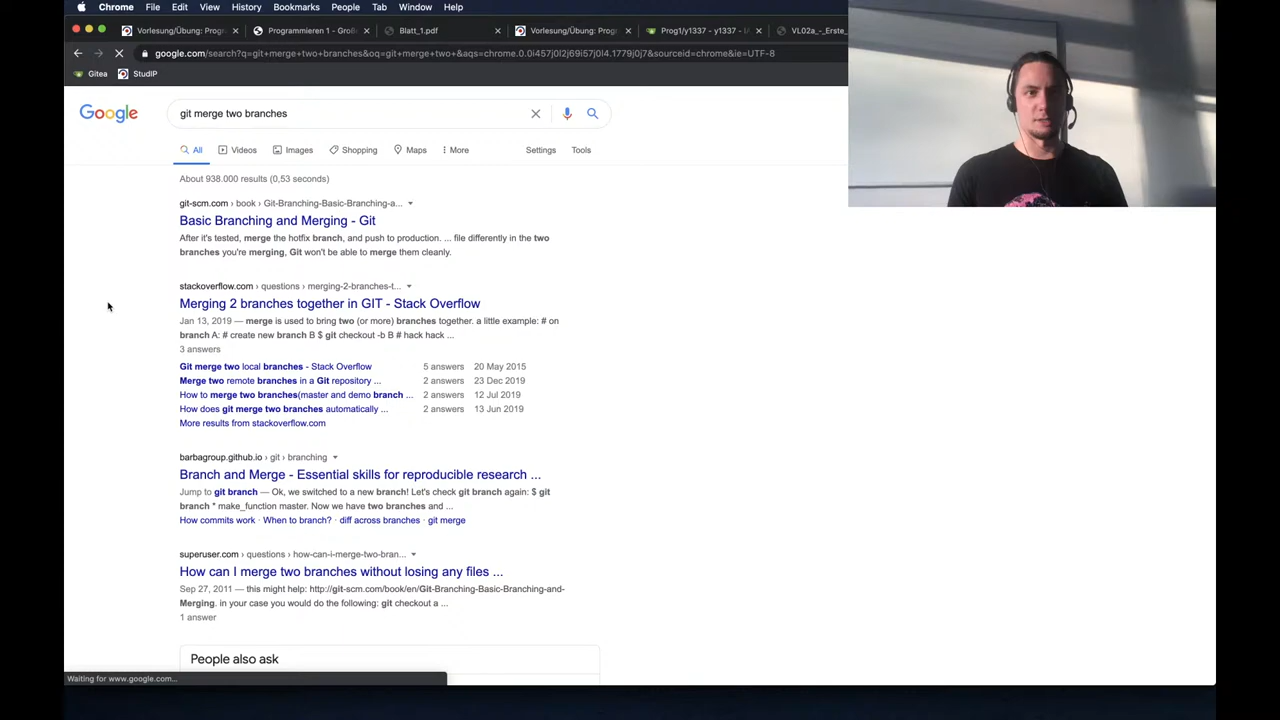 Chrome File Edit View History Bookmarks People Tab Window Help
Vorlesung/Übung: Progr Programmieren 1 - Große Blatt_1.pdf Vorlesung/Übung: Progr Prog1/y1337 - y1337 - I VL02a_-_Erste_
google.com/search?q=git+merge+two+branches&oq=git+merge+two+&aqs=chrome.0.0i457j0l2j69i57j0l4.1779j0j7&sourceid=chrome&ie=UTF-8
Gitea StudIP
Google git merge two branches
All Videos Images Shopping Maps More Settings Tools
About 938.000 results (0,53 seconds)
git-scm.com › book › Git-Branching-Basic-Branching-a...
Basic Branching and Merging - Git
After it's tested, merge the hotfix branch, and push to production. ... file differently in the two
branches you're merging, Git won't be able to merge them cleanly.
stackoverflow.com › questions › merging-2-branches-t...
Merging 2 branches together in GIT - Stack Overflow
Jan 13, 2019 — merge is used to bring two (or more) branches together. a little example: # on
branch A: # create new branch B $ git checkout -b B # hack hack ...
3 answers
Git merge two local branches - Stack Overflow 5 answers 20 May 2015
Merge two remote branches in a Git repository ... 2 answers 23 Dec 2019
How to merge two branches(master and demo branch ... 2 answers 12 Jul 2019
How does git merge two branches automatically ... 2 answers 13 Jun 2019
More results from stackoverflow.com
barbagroup.github.io › git › branching
Branch and Merge - Essential skills for reproducible research ...
Jump to git branch — Ok, we switched to a new branch! Let's check git branch again: $ git
branch * make_function master. Now we have two branches and ...
How commits work · When to branch? · diff across branches · git merge
superuser.com › questions › how-can-i-merge-two-bran...
How can I merge two branches without losing any files ...
Sep 27, 2011 — this might help: http://git-scm.com/book/en/Git-Branching-Basic-Branching-and-
Merging. in your case you would do the following: git checkout a ...
1 answer
People also ask
Waiting for www.google.com...